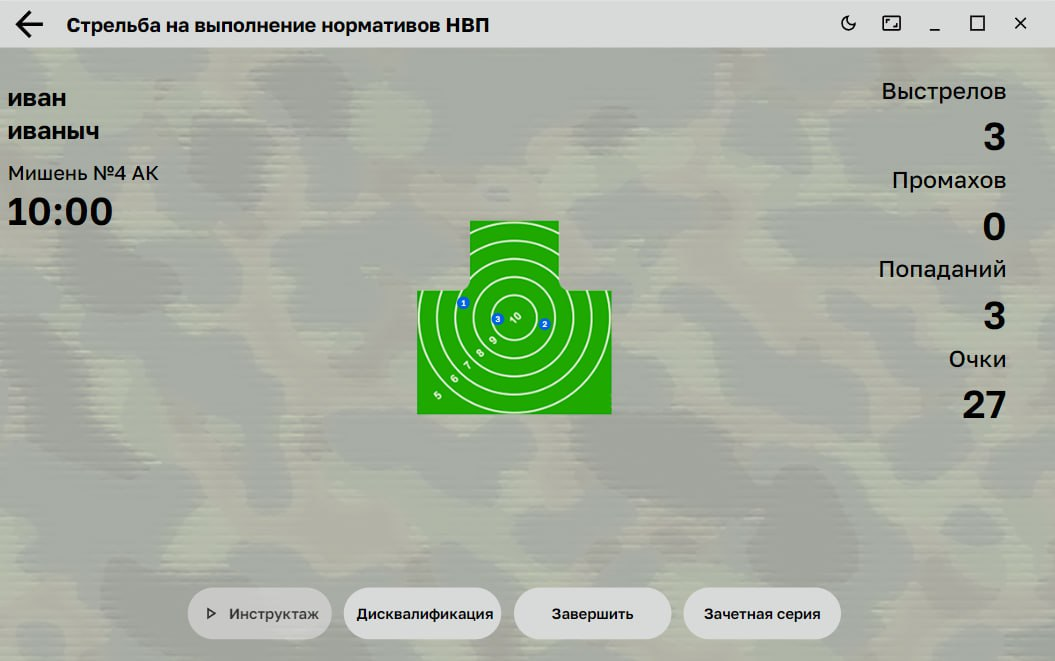 Стрельба на выполнение нормативов НВП
иван
иваныч
Мишень №4 АК
10:00
Выстрелов
3
Промахов
0
Попаданий
3
Очки
27
1
3
2
10
9
8
7
6
5
Инструктаж
Дисквалификация
Завершить
Зачетная серия